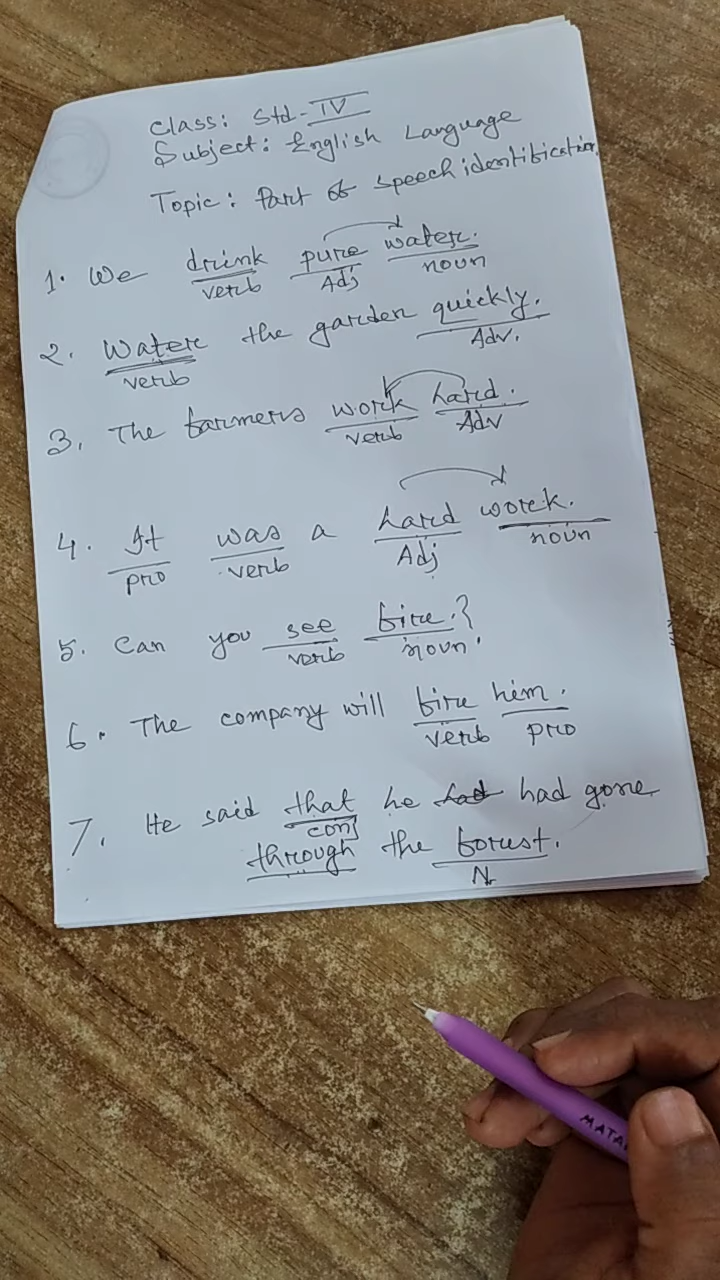 Class: Std-IV
Subject: English Language
Topic: Part of speech identification.
1. We drink pure water.
verb Adj noun
2. Water the garden quickly.
verb Adv.
3. The farmers work hard.
verb Adv
4. It was a hard work.
pro verb Adj noun
5. Can you see fire.?
verb noun.
6. The company will fire him.
verb pro
7. He said that he had had gone
conj
through the forest.
N
MATA